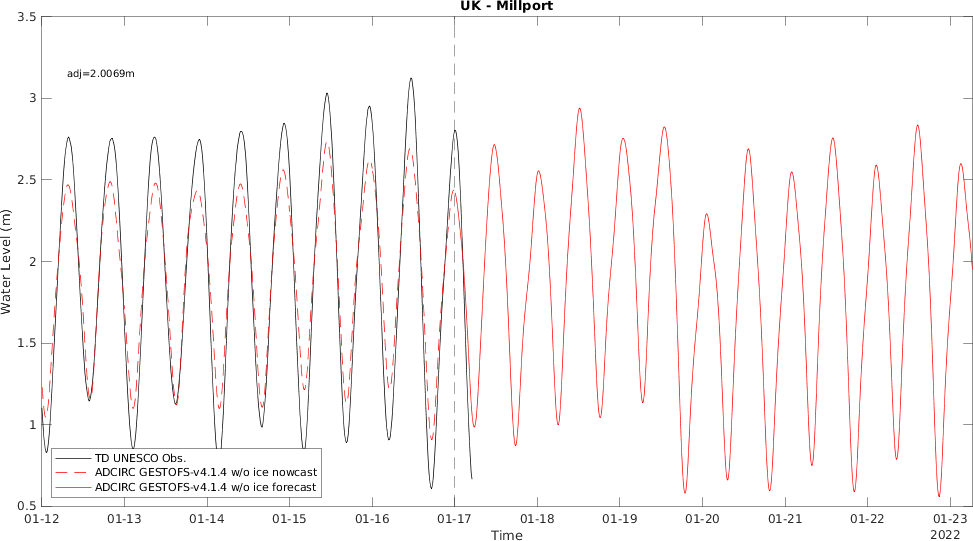 UK - Millport
adj=2.0069m
Water Level (m)
3.5
3
2.5
2
1.5
1
0.5
TD UNESCO Obs.
ADCIRC GESTOFS-v4.1.4 w/o ice nowcast
ADCIRC GESTOFS-v4.1.4 w/o ice forecast
01-12 01-13 01-14 01-15 01-16 01-17 01-18 01-19 01-20 01-21 01-22 01-23
Time
2022